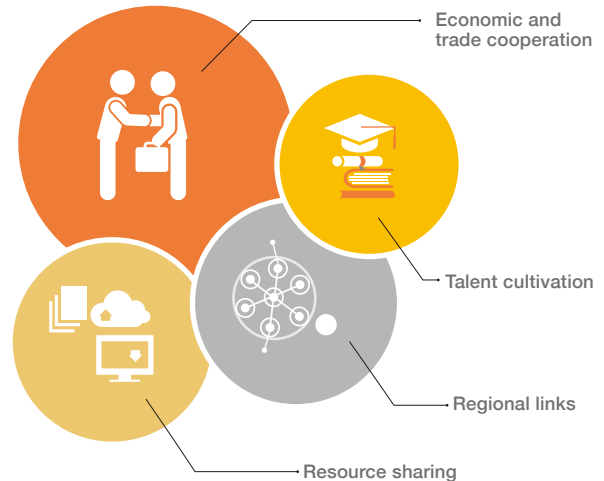 Economic and
trade cooperation
Talent cultivation
Regional links
Resource sharing